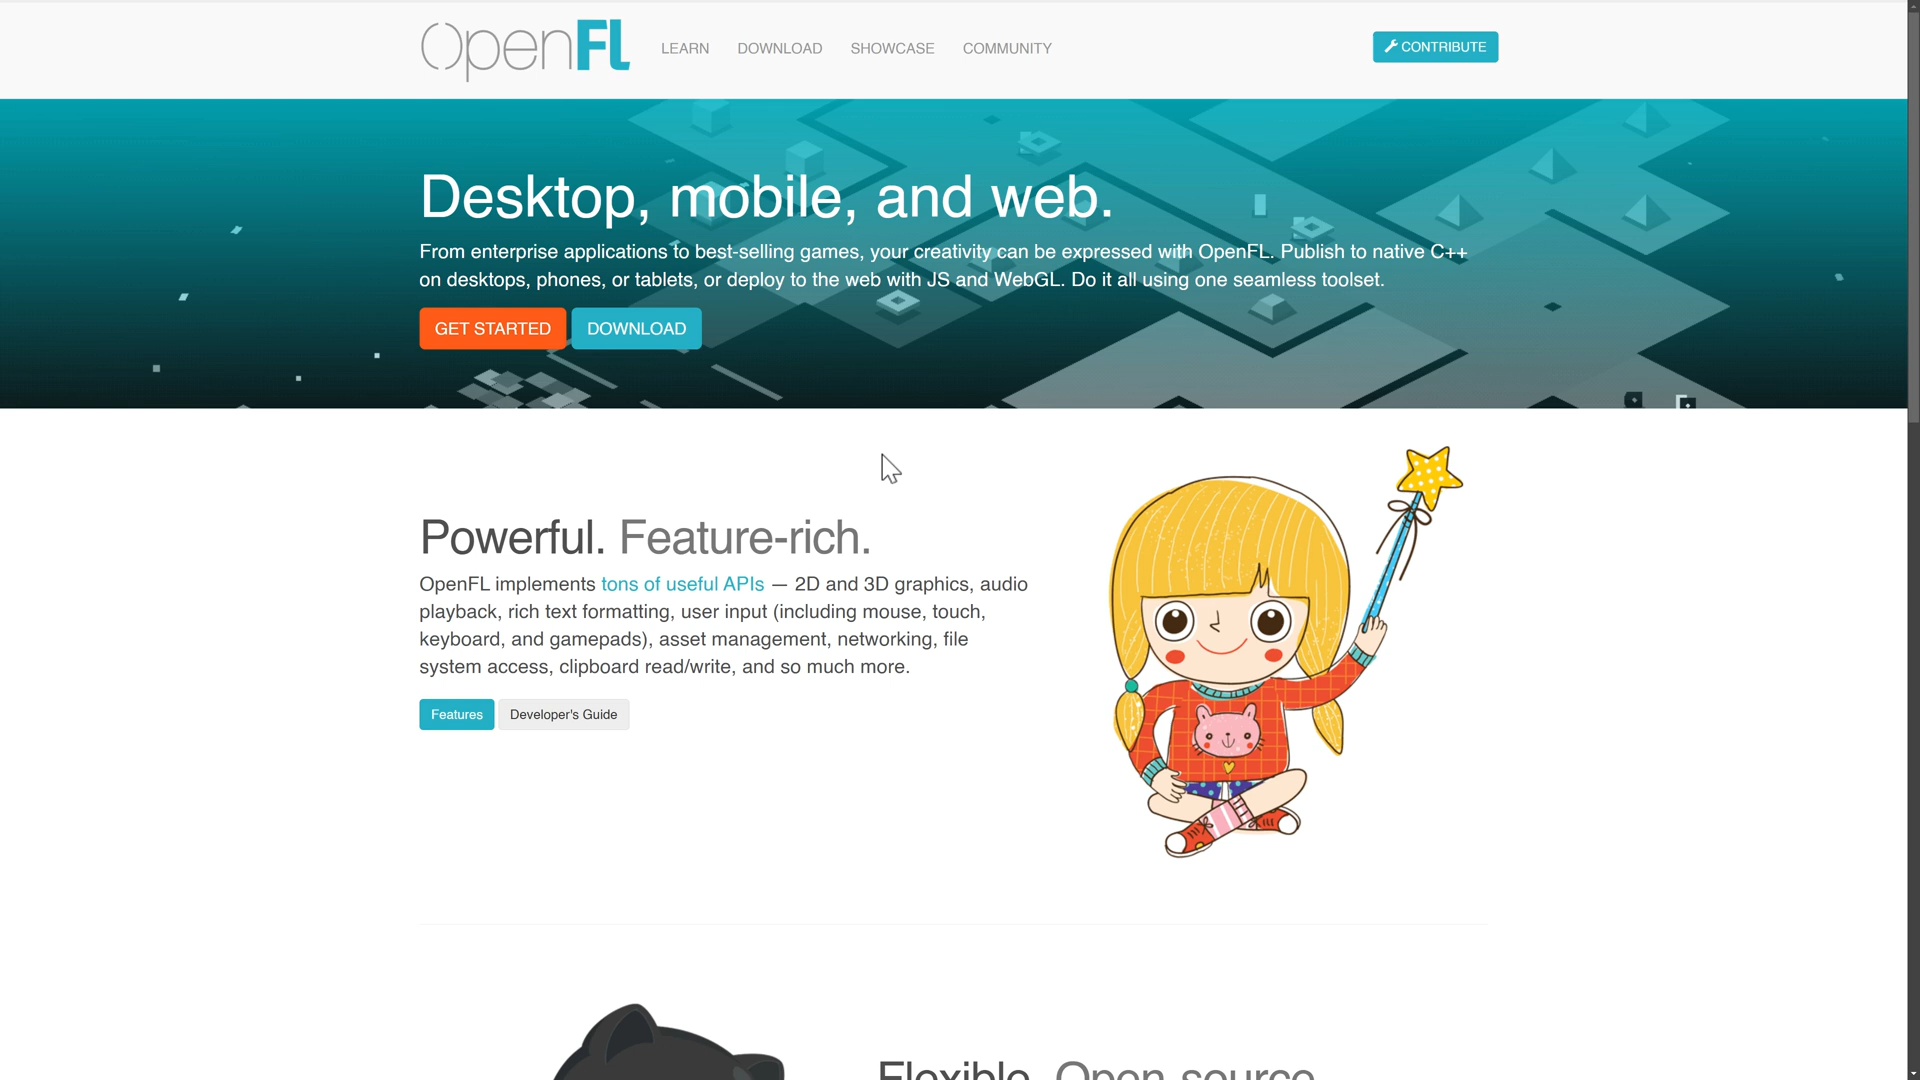 OpenFL
LEARN
DOWNLOAD
SHOWCASE
COMMUNITY
CONTRIBUTE
Desktop, mobile, and web.
From enterprise applications to best-selling games, your creativity can be expressed with OpenFL. Publish to native C++
on desktops, phones, or tablets, or deploy to the web with JS and WebGL. Do it all using one seamless toolset.
GET STARTED
DOWNLOAD
Powerful. Feature-rich.
OpenFL implements tons of useful APIs — 2D and 3D graphics, audio
playback, rich text formatting, user input (including mouse, touch,
keyboard, and gamepads), asset management, networking, file
system access, clipboard read/write, and so much more.
Features
Developer's Guide
Flexible. Open-source.